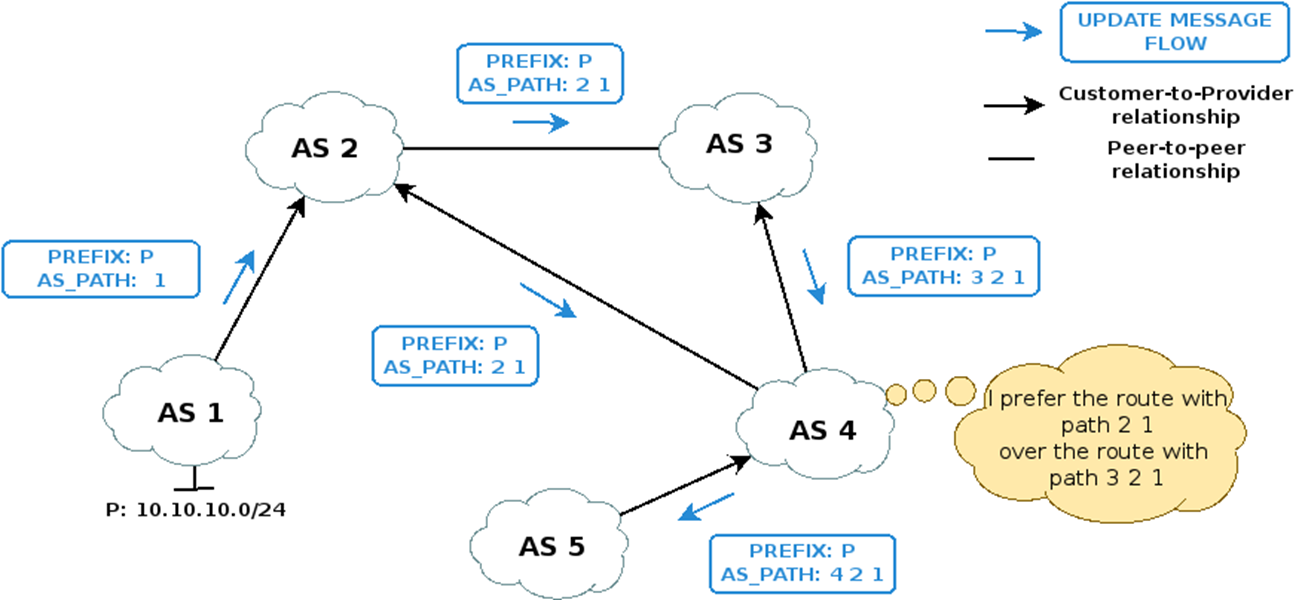 UPDATE MESSAGE
FLOW
PREFIX: P
AS_PATH: 2 1
Customer-to-Provider
relationship
AS 2
AS 3
Peer-to-peer
relationship
PREFIX: P
AS_PATH:  1
PREFIX: P
AS_PATH: 3 2 1
PREFIX: P
AS_PATH: 2 1
AS 1
AS 4
I prefer the route with
path 2 1
over the route with
path 3 2 1
P: 10.10.10.0/24
AS 5
PREFIX: P
AS_PATH: 4 2 1